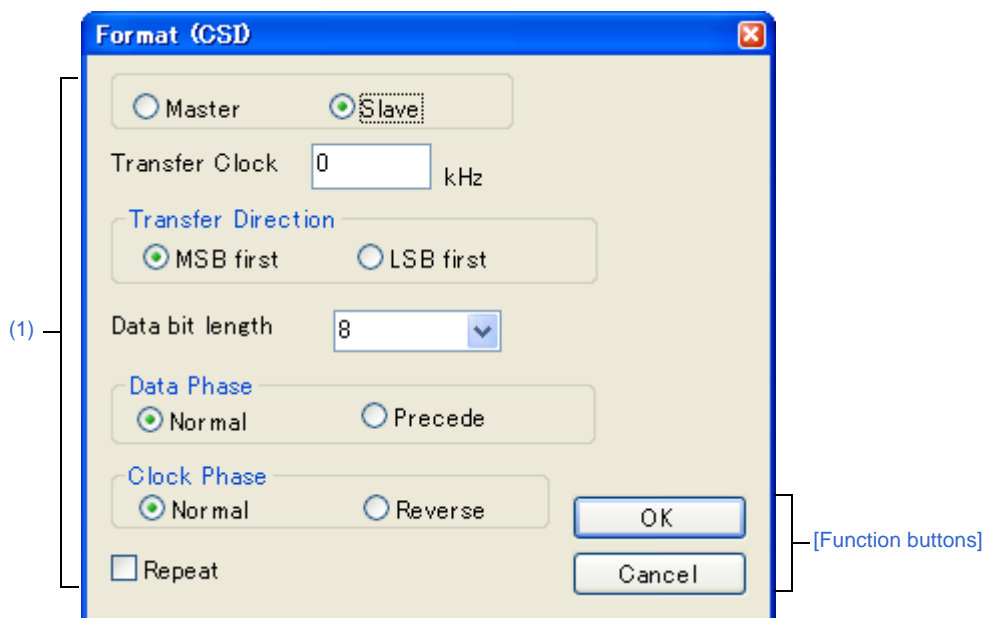 Format (CSI)
Master Slave
Transfer Clock 0 kHz
Transfer Direction
MSB first LSB first
(1)
Data bit length 8
Data Phase
Normal Precede
Clock Phase
Normal Reverse
OK
[Function buttons]
Repeat
Cancel